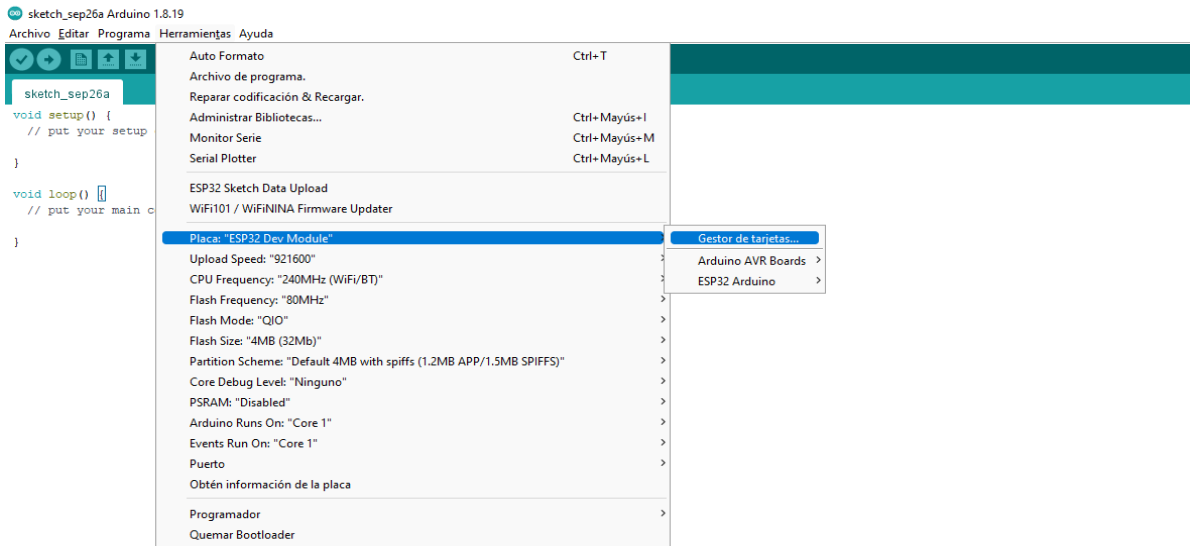 sketch_sep26a Arduino 1.8.19
Archivo Editar Programa Herramientas Ayuda
sketch_sep26a
void setup() {
// put your setup
}
void loop() {
// put your main c
}
Auto Formato Ctrl+T
Archivo de programa.
Reparar codificación & Recargar.
Administrar Bibliotecas... Ctrl+Mayús+I
Monitor Serie Ctrl+Mayús+M
Serial Plotter Ctrl+Mayús+L
ESP32 Sketch Data Upload
WiFi101 / WiFiNINA Firmware Updater
Placa: "ESP32 Dev Module"
Upload Speed: "921600"
CPU Frequency: "240MHz (WiFi/BT)"
Flash Frequency: "80MHz"
Flash Mode: "QIO"
Flash Size: "4MB (32Mb)"
Partition Scheme: "Default 4MB with spiffs (1.2MB APP/1.5MB SPIFFS)"
Core Debug Level: "Ninguno"
PSRAM: "Disabled"
Arduino Runs On: "Core 1"
Events Run On: "Core 1"
Puerto
Obtén información de la placa
Programador
Quemar Bootloader
Gestor de tarjetas...
Arduino AVR Boards
ESP32 Arduino